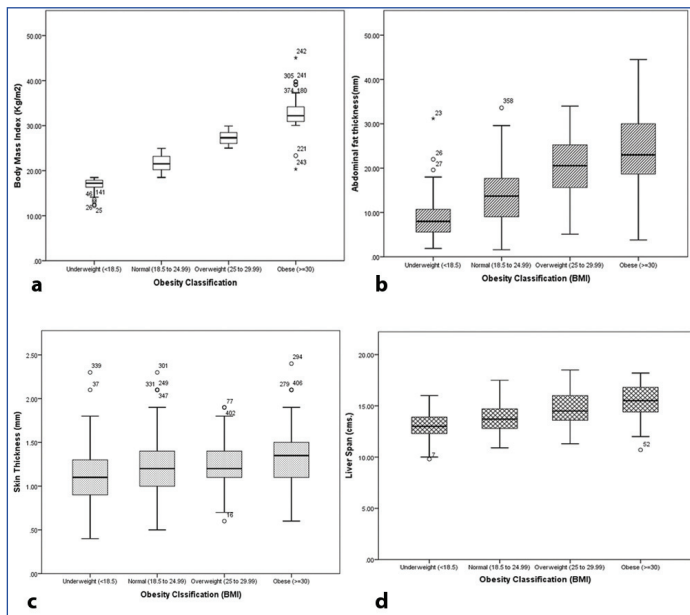 50.00
40.00
30.00
20.00
10.00
.00
Body Mass Index (Kg/m2)
242
305 241
374 180
221
243
46 141
26 25
Underweight (<18.5) Normal (18.5 to 24.99) Overweight (25 to 29.99) Obese (>=30)
Obesity Classification
a
50.00
40.00
30.00
20.00
10.00
.00
Abdominal fat thickness(mm)
23
26
27
358
Underweight (<18.5) Normal (18.5 to 24.99) Overweight (25 to 29.99) Obese (>=30)
Obesity Classification (BMI)
b
2.50
2.00
1.50
1.00
.50
.00
Skin Thickness (mm)
339
37
301
331 249
347
77
402
16
294
279 406
Underweight (<18.5) Normal (18.5 to 24.99) Overweight (25 to 29.99) Obese (>=30)
Obesity Classification (BMI)
c
20.00
15.00
10.00
5.00
.00
Liver Span (cms.)
52
Underweight (<18.5) Normal (18.5 to 24.99) Overweight (25 to 29.99) Obese (>=30)
Obesity Classification (BMI)
d